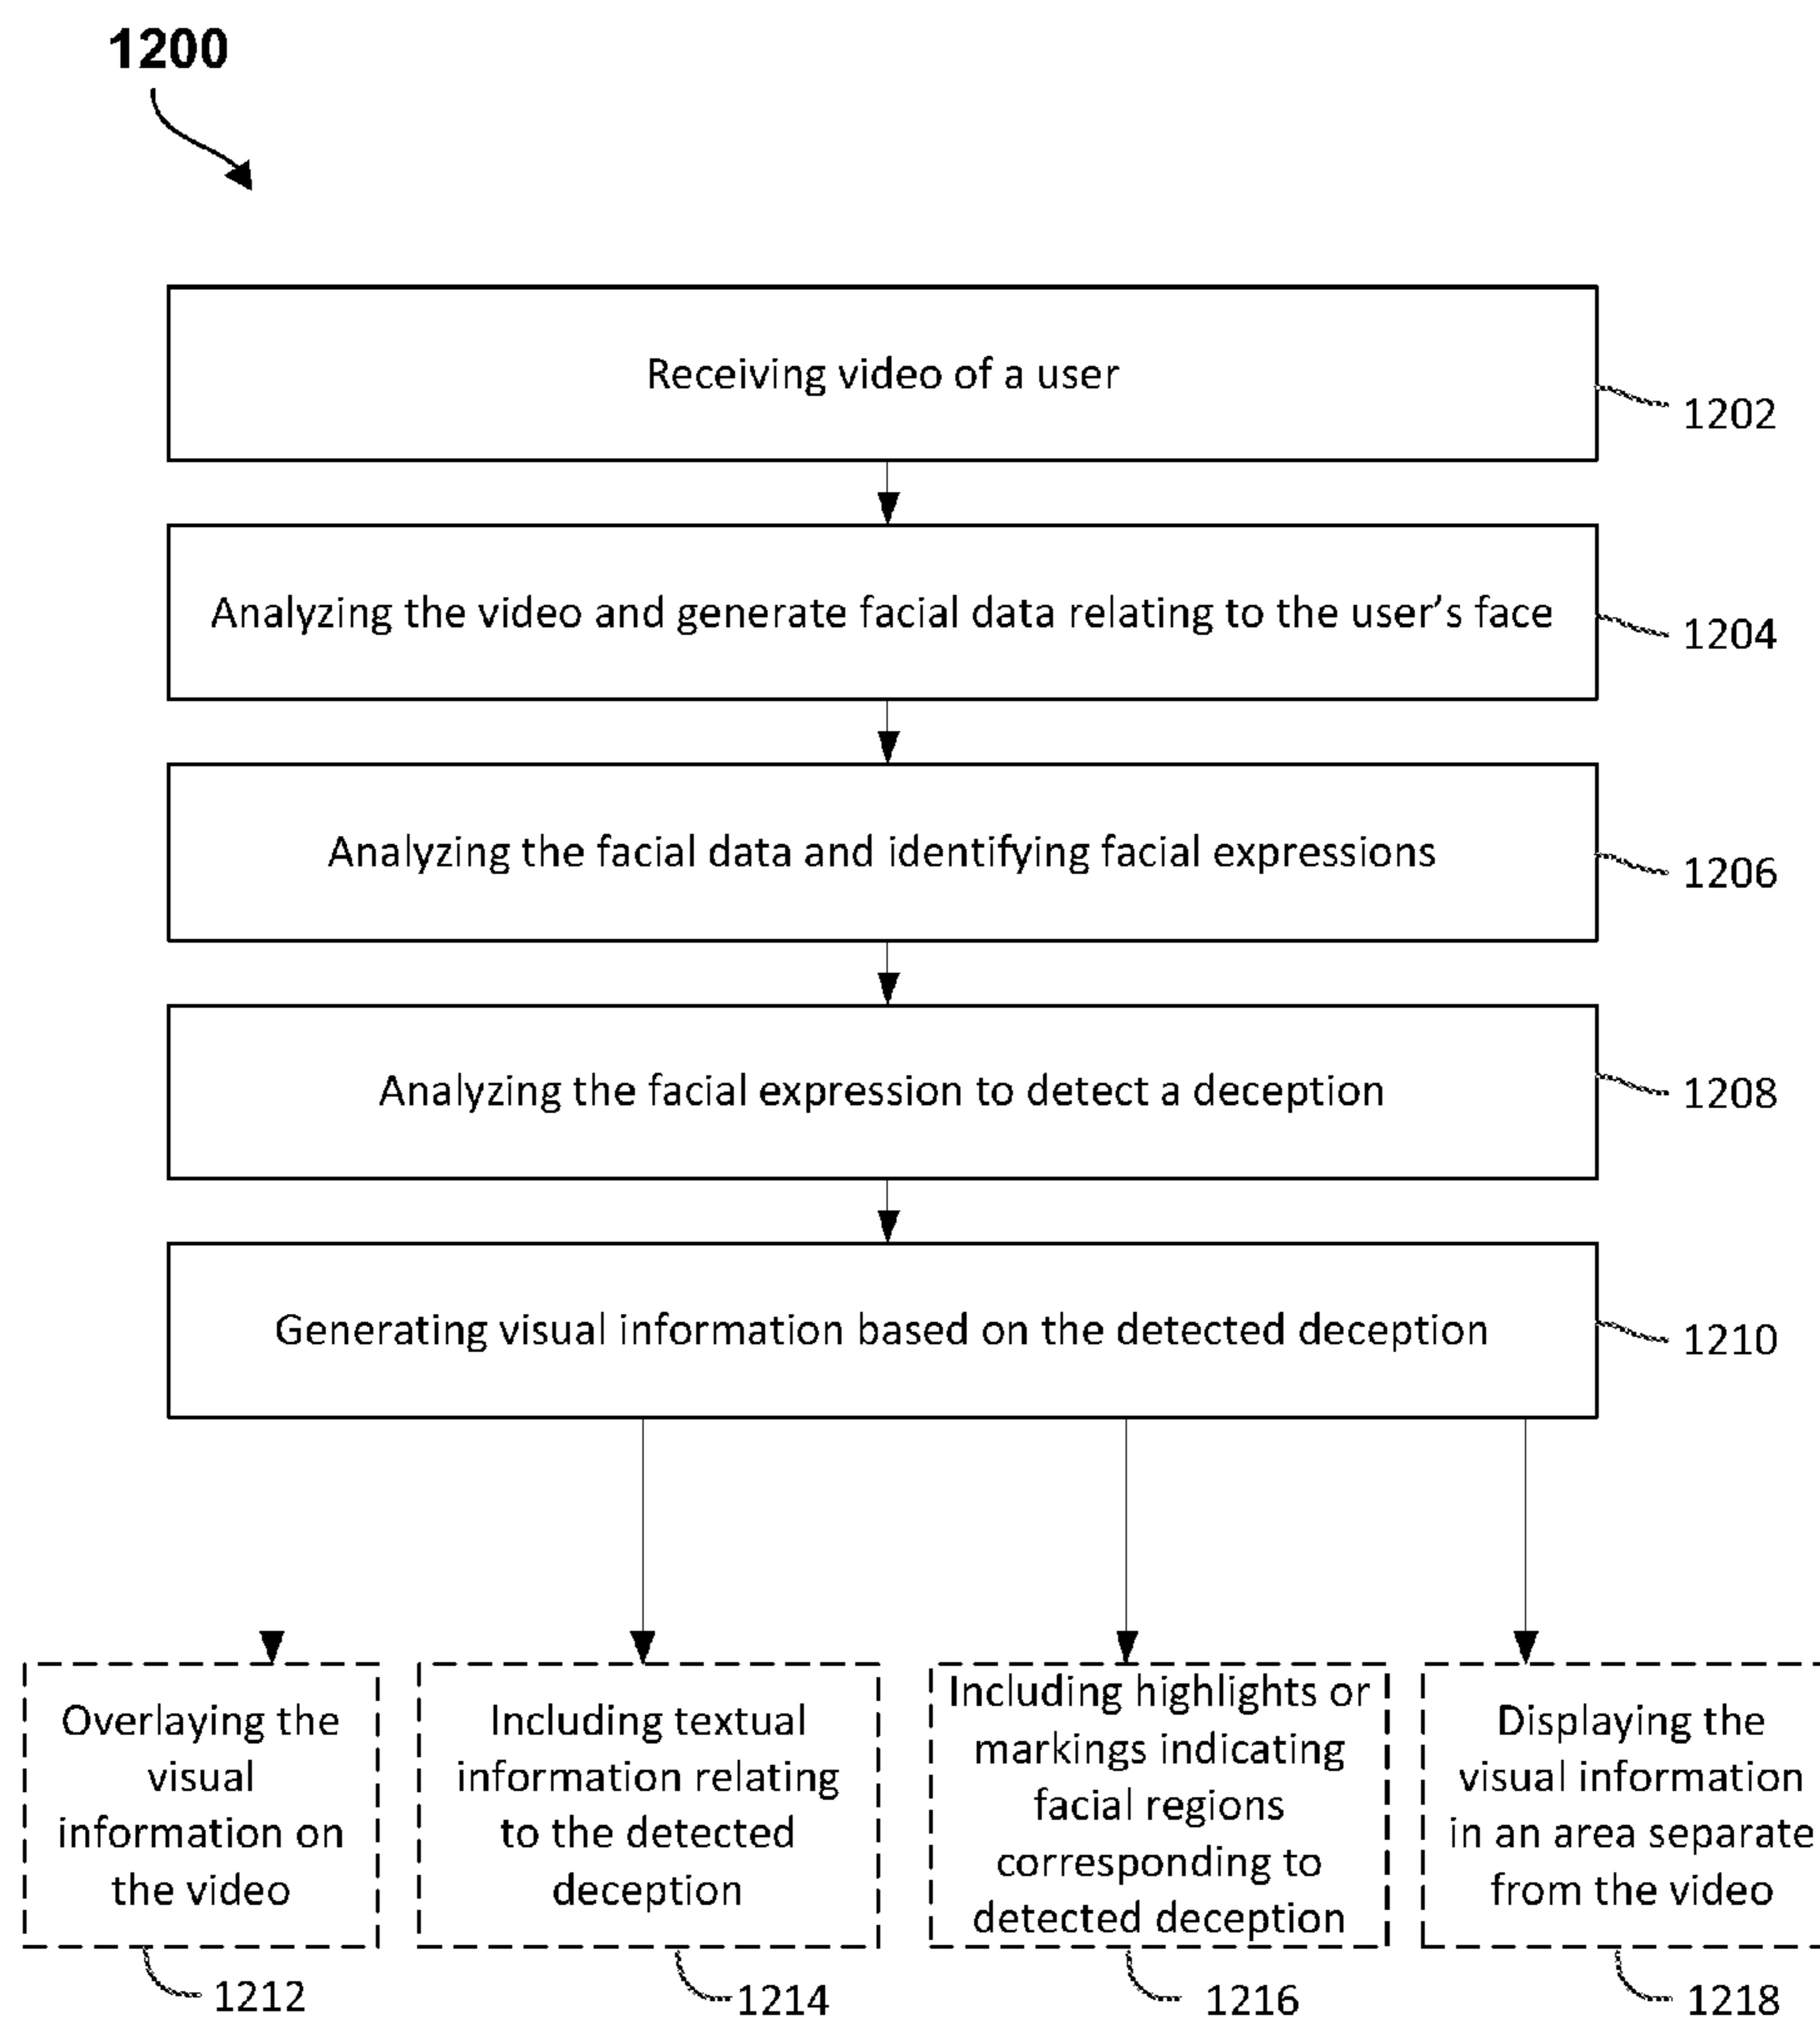 1200
Receiving video of a user
1202
Analyzing the video and generate facial data relating to the user's face
1204
Analyzing the facial data and identifying facial expressions
1206
Analyzing the facial expression to detect a deception
1208
Generating visual information based on the detected deception
1210
Overlaying the
visual
information on
the video
1212
Including textual
information relating
to the detected
deception
1214
Including highlights or
markings indicating
facial regions
corresponding to
detected deception
1216
Displaying the
visual information
in an area separate
from the video
1218